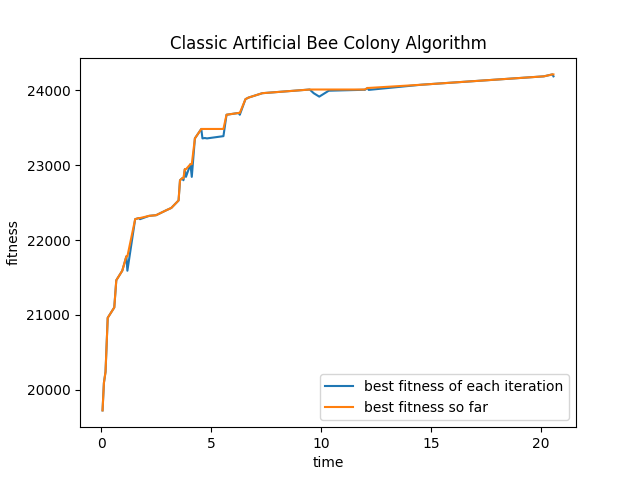 Classic Artificial Bee Colony Algorithm
24000
23000
22000
21000
20000
fitness
best fitness of each iteration
best fitness so far
0 5 10 15 20
time